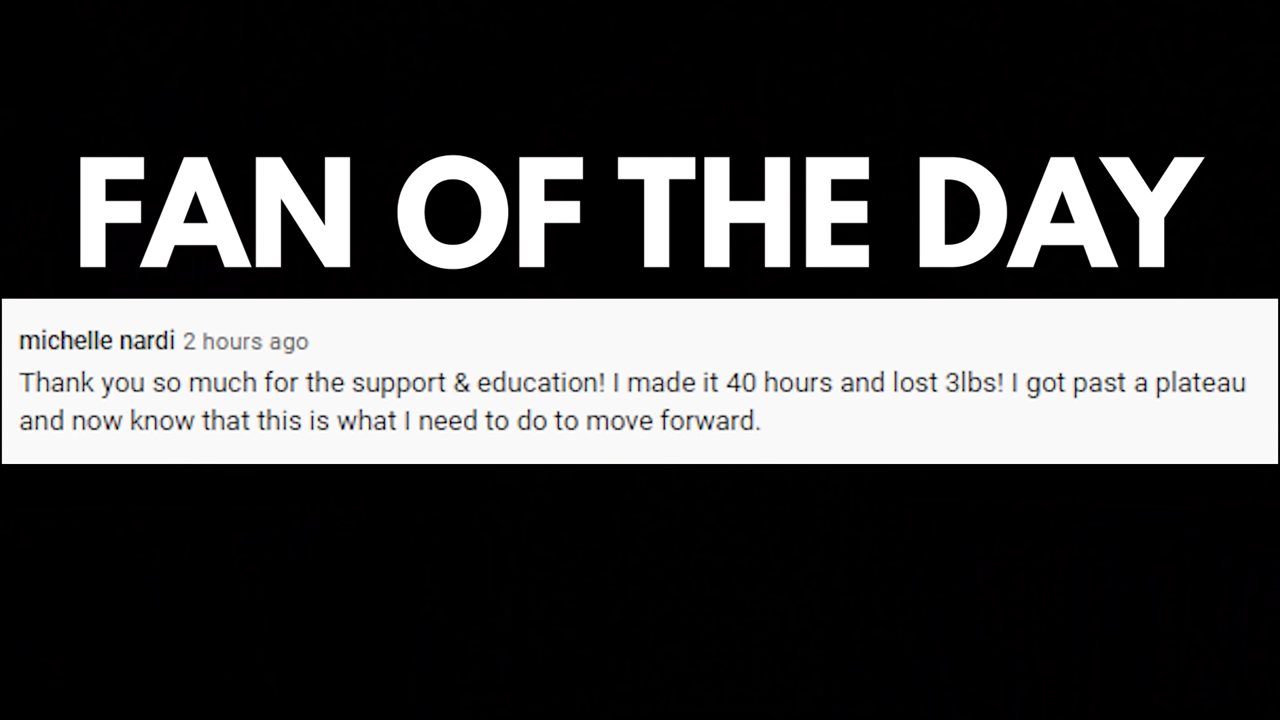 FAN OF THE DAY
michelle nardi 2 hours ago
Thank you so much for the support & education! I made it 40 hours and lost 3lbs! I got past a plateau
and now know that this is what I need to do to move forward.